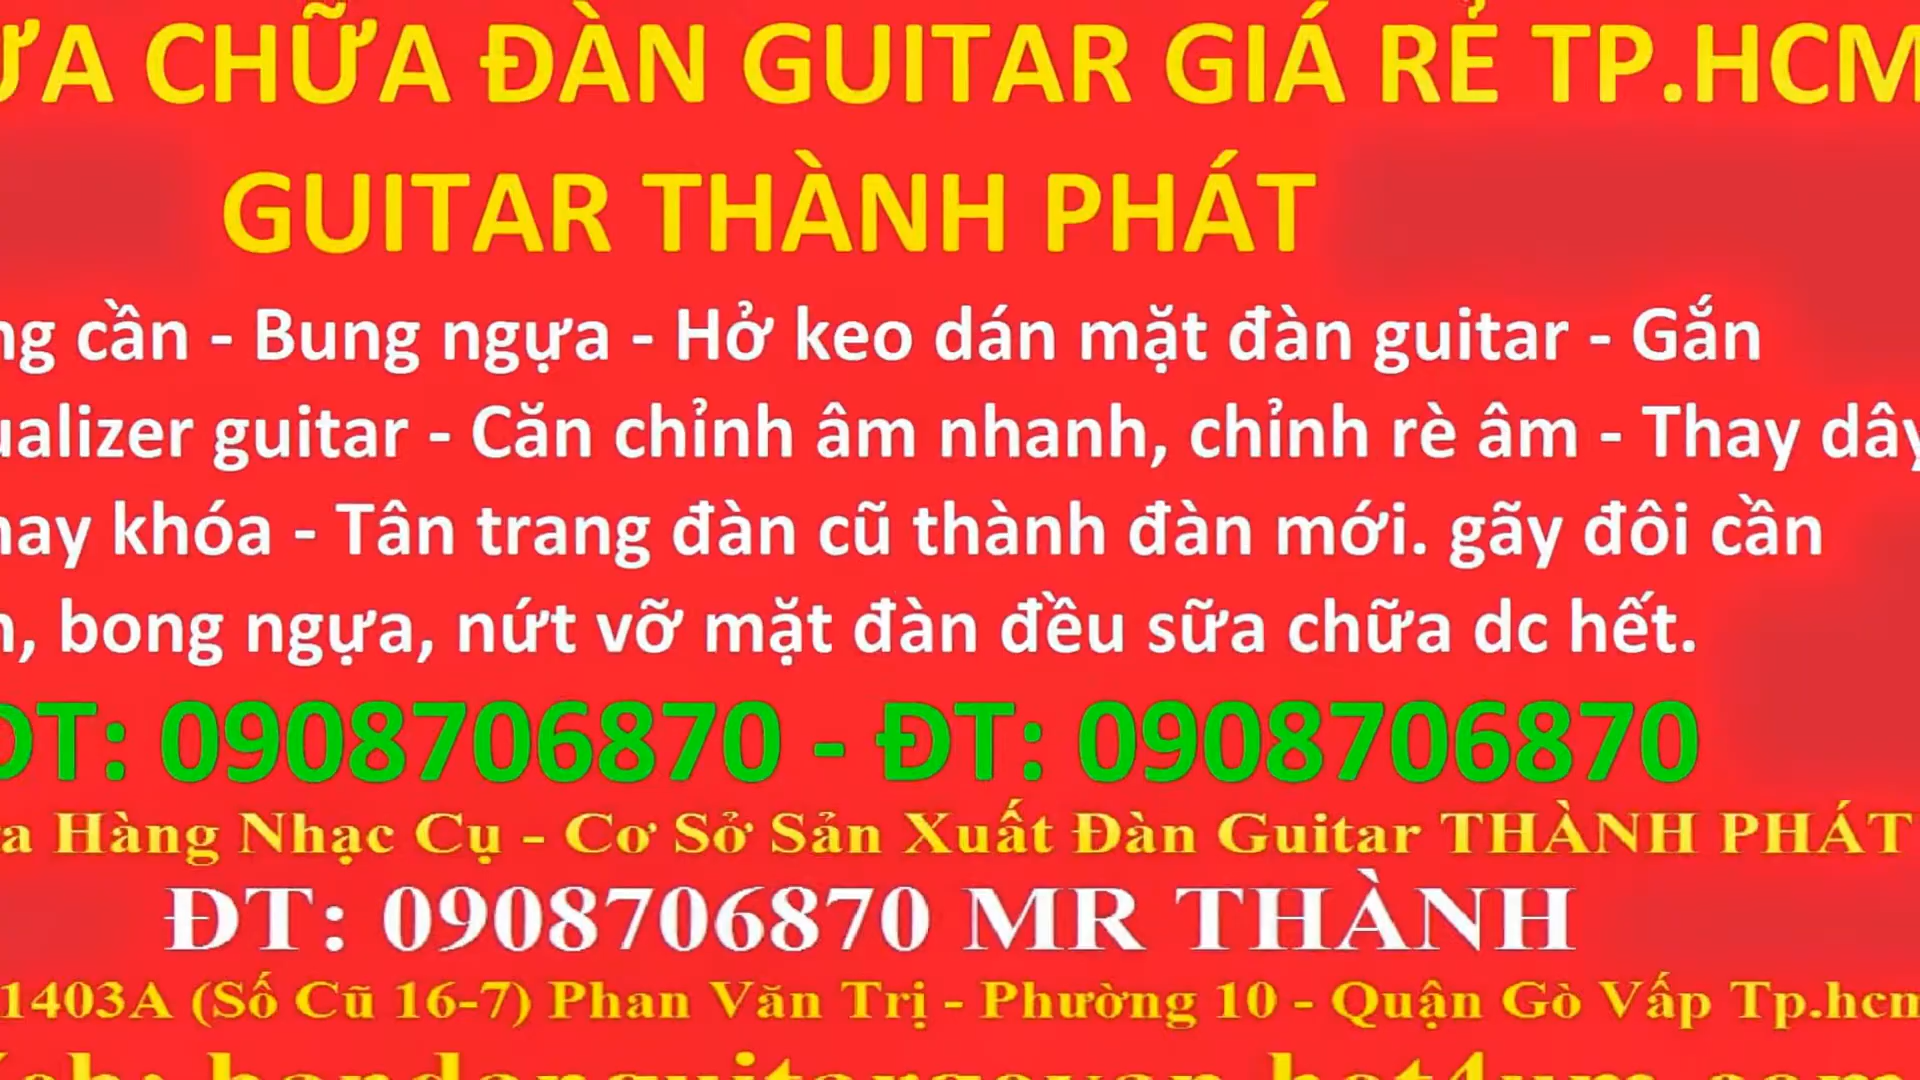 ƯA CHỮA ĐÀN GUITAR GIÁ RẺ TP.HCM
GUITAR THÀNH PHÁT
ng cần - Bung ngựa - Hở keo dán mặt đàn guitar - Gắn
ualizer guitar - Căn chỉnh âm nhanh, chỉnh rè âm - Thay dây
hay khóa - Tân trang đàn cũ thành đàn mới. gãy đôi cần
n, bong ngựa, nứt vỡ mặt đàn đều sữa chữa dc hết.
ĐT: 0908706870 - ĐT: 0908706870
a Hàng Nhạc Cụ - Cơ Sở Sản Xuất Đàn Guitar THÀNH PHÁT
ĐT: 0908706870 MR THÀNH
1403A (Số Cũ 16-7) Phan Văn Trị - Phường 10 - Quận Gò Vấp Tp.hcm